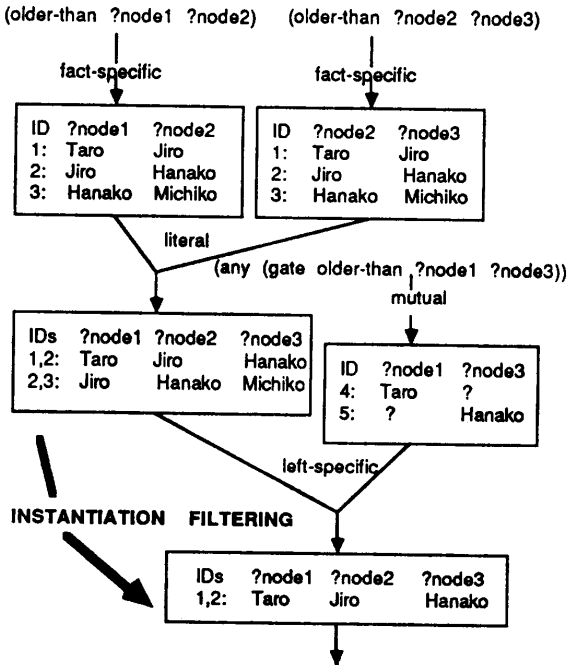 (older-than ?node1 ?node2) (older-than ?node2 ?node3)
fact-specific fact-specific
ID ?node1 ?node2
1: Taro Jiro
2: Jiro Hanako
3: Hanako Michiko
ID ?node2 ?node3
1: Taro Jiro
2: Jiro Hanako
3: Hanako Michiko
literal
(any (gate older-than ?node1 ?node3))
mutual
IDs ?node1 ?node2 ?node3
1,2: Taro Jiro Hanako
2,3: Jiro Hanako Michiko
ID ?node1 ?node3
4: Taro ?
5: ? Hanako
left-specific
INSTANTIATION FILTERING
IDs ?node1 ?node2 ?node3
1,2: Taro Jiro Hanako